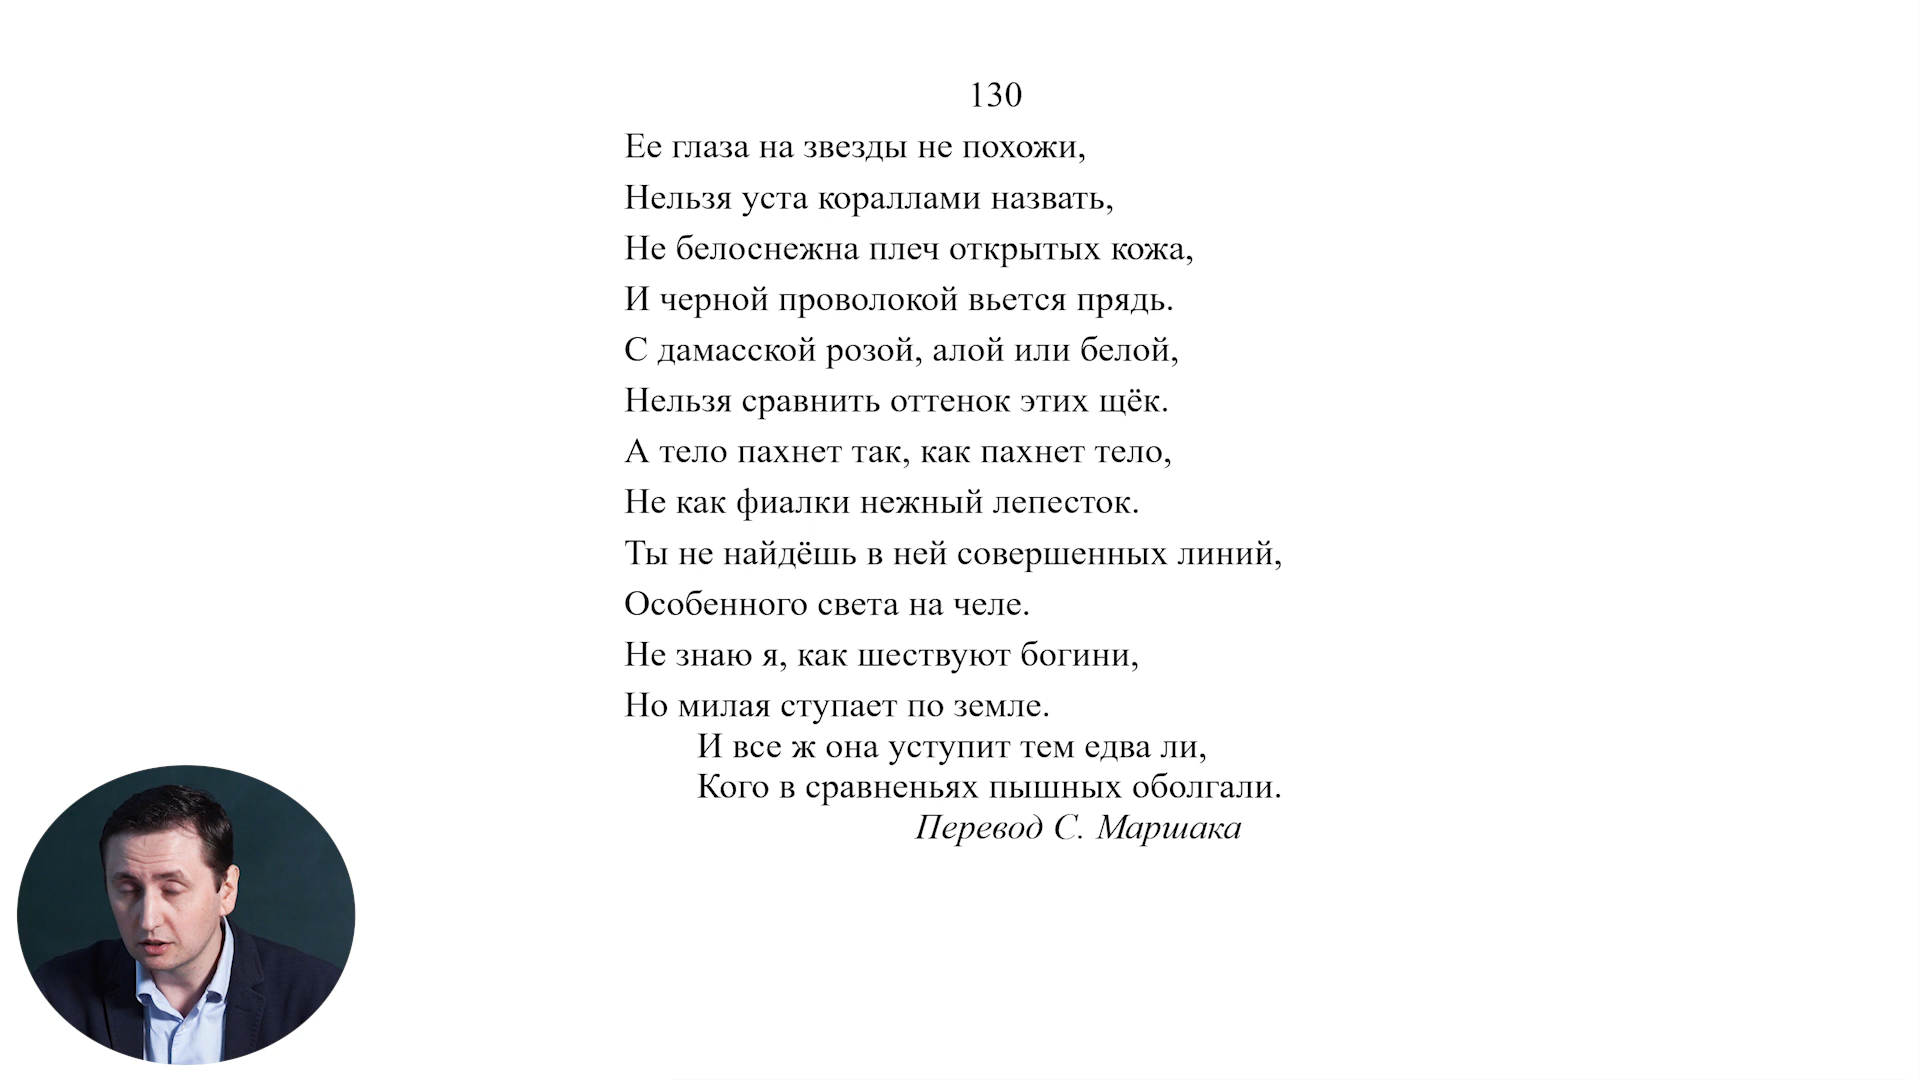 130
Ее глаза на звезды не похожи,
Нельзя уста кораллами назвать,
Не белоснежна плеч открытых кожа,
И черной проволокой вьется прядь.
С дамасской розой, алой или белой,
Нельзя сравнить оттенок этих щёк.
А тело пахнет так, как пахнет тело,
Не как фиалки нежный лепесток.
Ты не найдёшь в ней совершенных линий,
Особенного света на челе.
Не знаю я, как шествуют богини,
Но милая ступает по земле.
И все ж она уступит тем едва ли,
Кого в сравненьях пышных оболгали.
Перевод С. Маршака